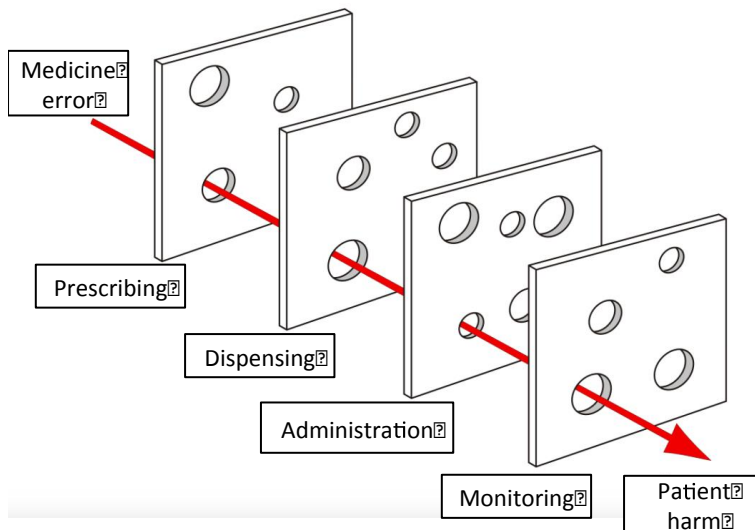 Medicine⍰
error⍰
Prescribing⍰
Dispensing⍰
Administration⍰
Monitoring⍰
Patient⍰
harm⍰